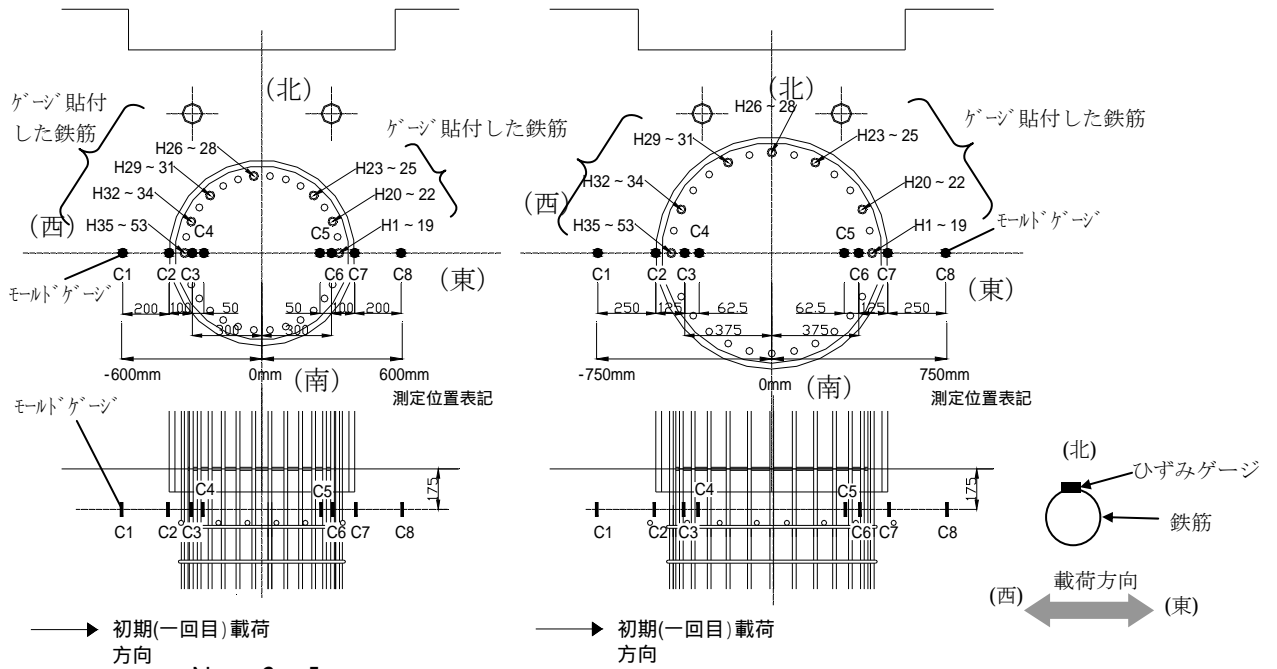 (北)
ｹﾞｰｼﾞ貼付
した鉄筋
ｹﾞｰｼﾞ貼付した鉄筋
H26~28
H29~31
H23~25
H32~34
H20~22
(西)
H35~53
C4
C5
H1~19
(東)
C1
C2
C3
C6
C7
C8
ﾓｰﾙﾄﾞｹﾞｰｼﾞ
200
100
50
50
100
200
300
300
-600mm
0mm
(南)
600mm
測定位置表記
ﾓｰﾙﾄﾞｹﾞｰｼﾞ
C4
C5
175
C1
C2
C3
C6
C7
C8
初期(一回目)載荷
方向
(北)
H26~28
ｹﾞｰｼﾞ貼付した鉄筋
H29~31
H23~25
H32~34
H20~22
(西)
H35~53
C4
C5
H1~19
ﾓｰﾙﾄﾞｹﾞｰｼﾞ
(東)
C1
C2
C3
C6
C7
C8
250
125
62.5
62.5
125
250
375
375
-750mm
0mm
(南)
750mm
測定位置表記
C4
C5
175
C1
C2
C3
C6
C7
C8
初期(一回目)載荷
方向
(北)
ひずみゲージ
鉄筋
載荷方向
(西)
(東)